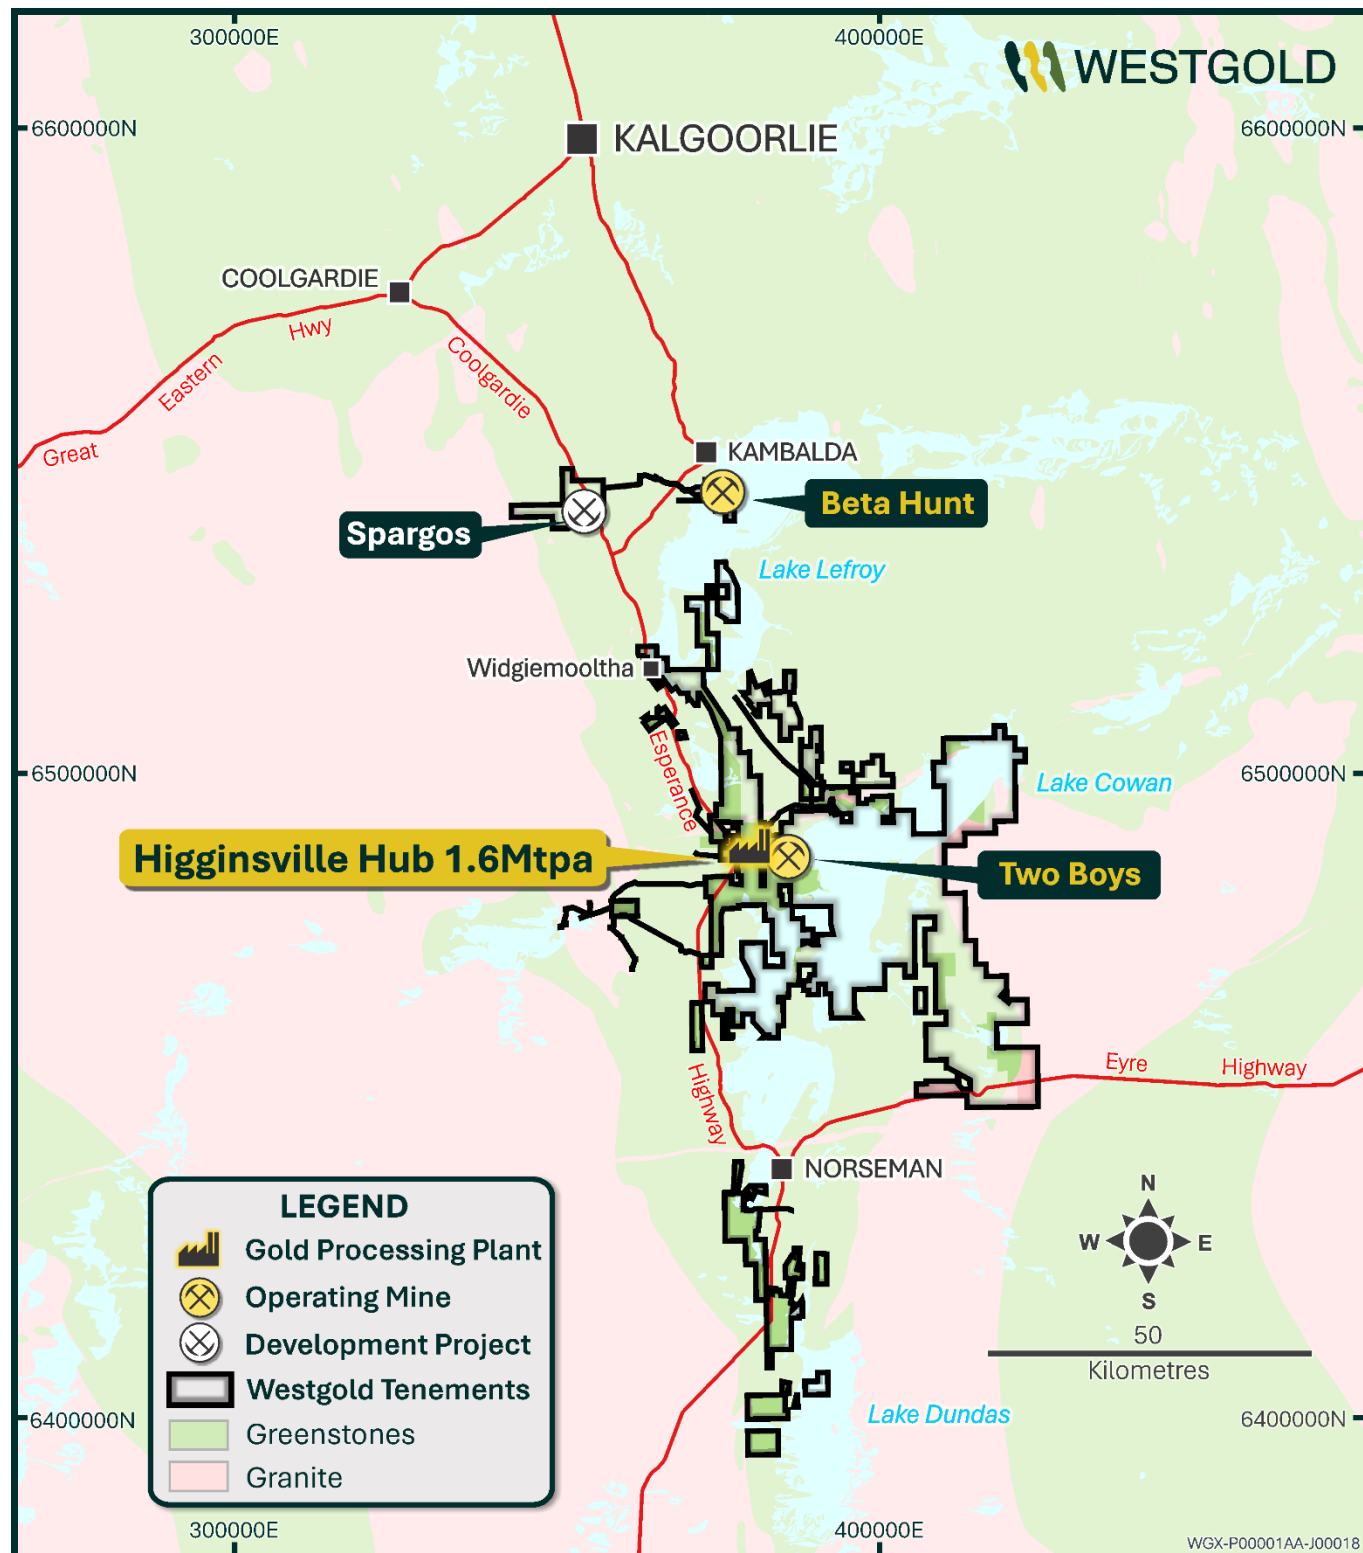 300000E
400000E
WESTGOLD
6600000N
KALGOORLIE
6600000N
COOLGARDIE
Great
Eastern
Hwy
Coolgardie
KAMBALDA
Beta Hunt
Spargos
Lake Lefroy
Widgiemooltha
Esperance
6500000N
6500000N
Lake Cowan
Higginsville Hub 1.6Mtpa
Two Boys
Highway
Eyre
Highway
NORSEMAN
LEGEND
Gold Processing Plant
Operating Mine
Development Project
Westgold Tenements
Greenstones
Granite
N
W
E
S
50
Kilometres
Lake Dundas
6400000N
6400000N
300000E
400000E
WGX-P00001AA-J00018